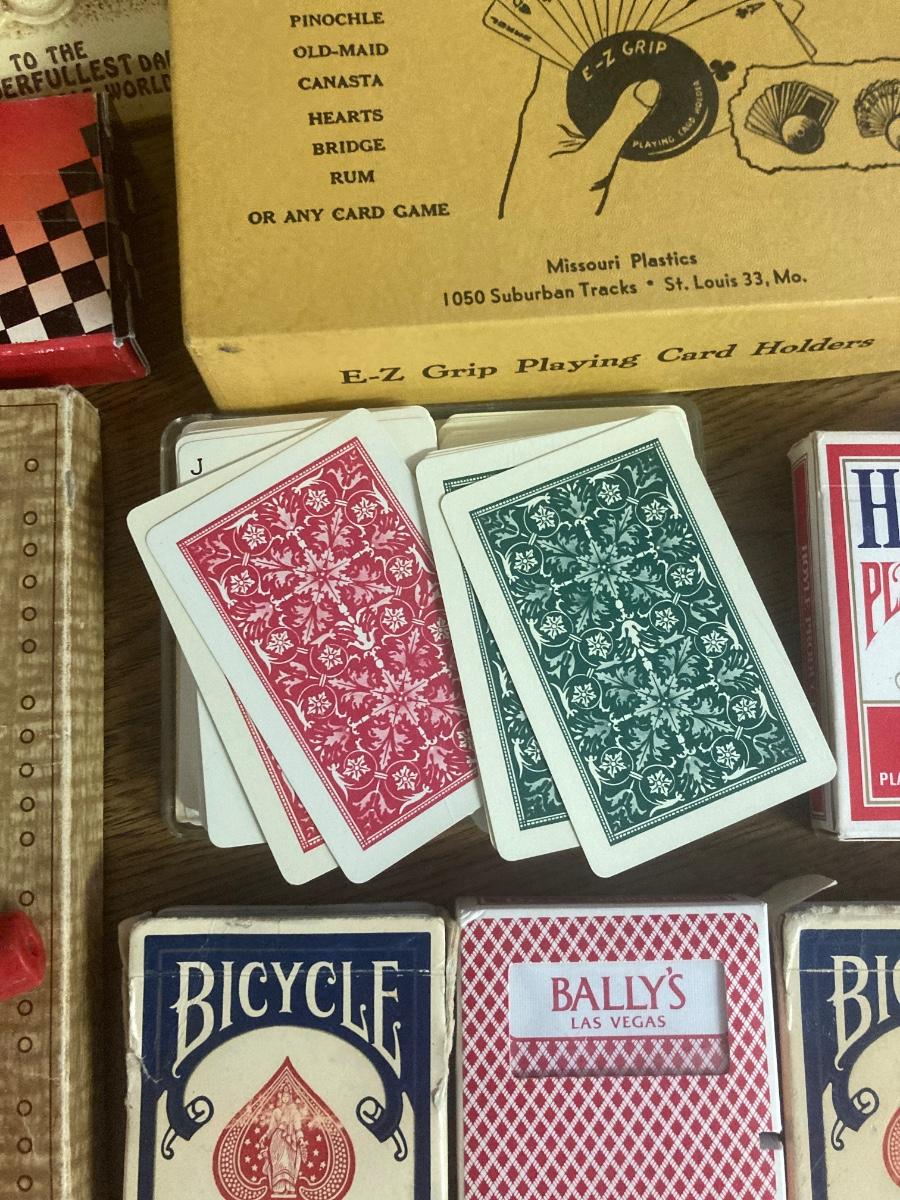 TO THE
PINOCHLE
OLD-MAID
CANASTA
HEARTS
BRIDGE
RUM
OR ANY CARD GAME
E-Z GRIP
PLAYING CARD HOLDER
Missouri Plastics
1050 Suburban Tracks • St. Louis 33, Mo.
E-Z Grip Playing Card Holders
J
H
BICYCLE
BALLY'S
LAS VEGAS